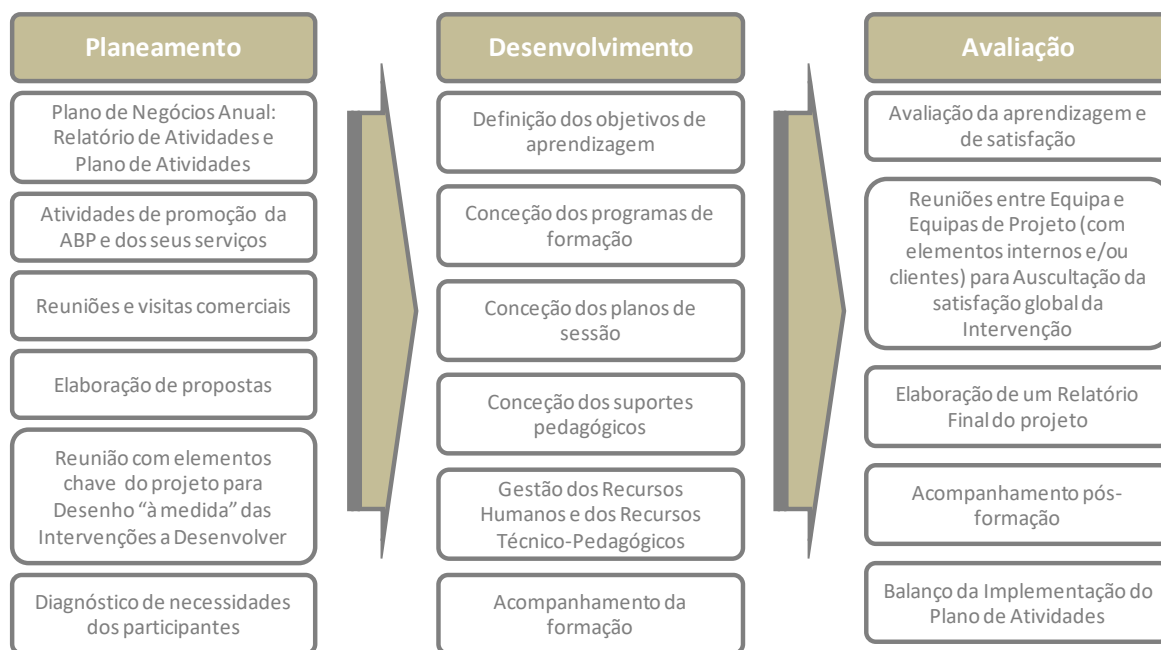 Planeamento
Plano de Negócios Anual:
Relatório de Atividades e
Plano de Atividades
Atividades de promoção da
ABP e dos seus serviços
Reuniões e visitas comerciais
Elaboração de propostas
Reunião com elementos
chave do projeto para
Desenho “à medida” das
Intervenções a Desenvolver
Diagnóstico de necessidades
dos participantes
Desenvolvimento
Definição dos objetivos de
aprendizagem
Conceção dos programas de
formação
Conceção dos planos de
sessão
Conceção dos suportes
pedagógicos
Gestão dos Recursos
Humanos e dos Recursos
Técnico-Pedagógicos
Acompanhamento da
formação
Avaliação
Avaliação da aprendizagem e
de satisfação
Reuniões entre Equipa e
Equipas de Projeto (com
elementos internos e/ou
clientes) para Auscultação da
satisfação global da
Intervenção
Elaboração de um Relatório
Final do projeto
Acompanhamento pós-
formação
Balanço da Implementação do
Plano de Atividades